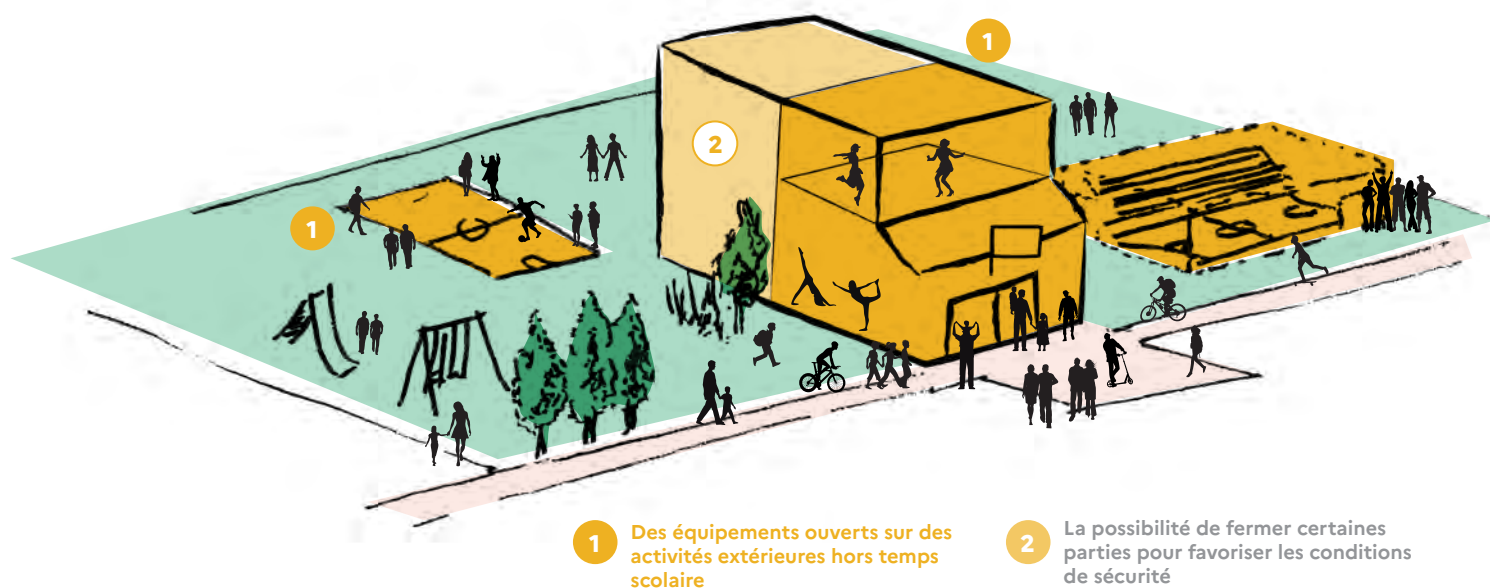 1
2
1
1 Des équipements ouverts sur des
activités extérieures hors temps
scolaire
2 La possibilité de fermer certaines
parties pour favoriser les conditions
de sécurité